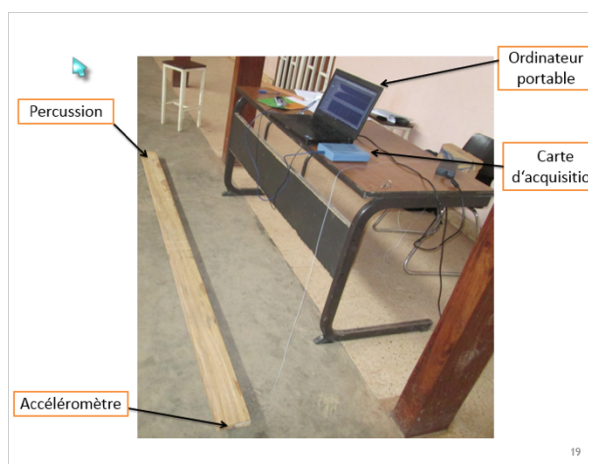 Ordinateur
portable
Percussion
Carte
d‘acquisitio
Accéléromètre
19